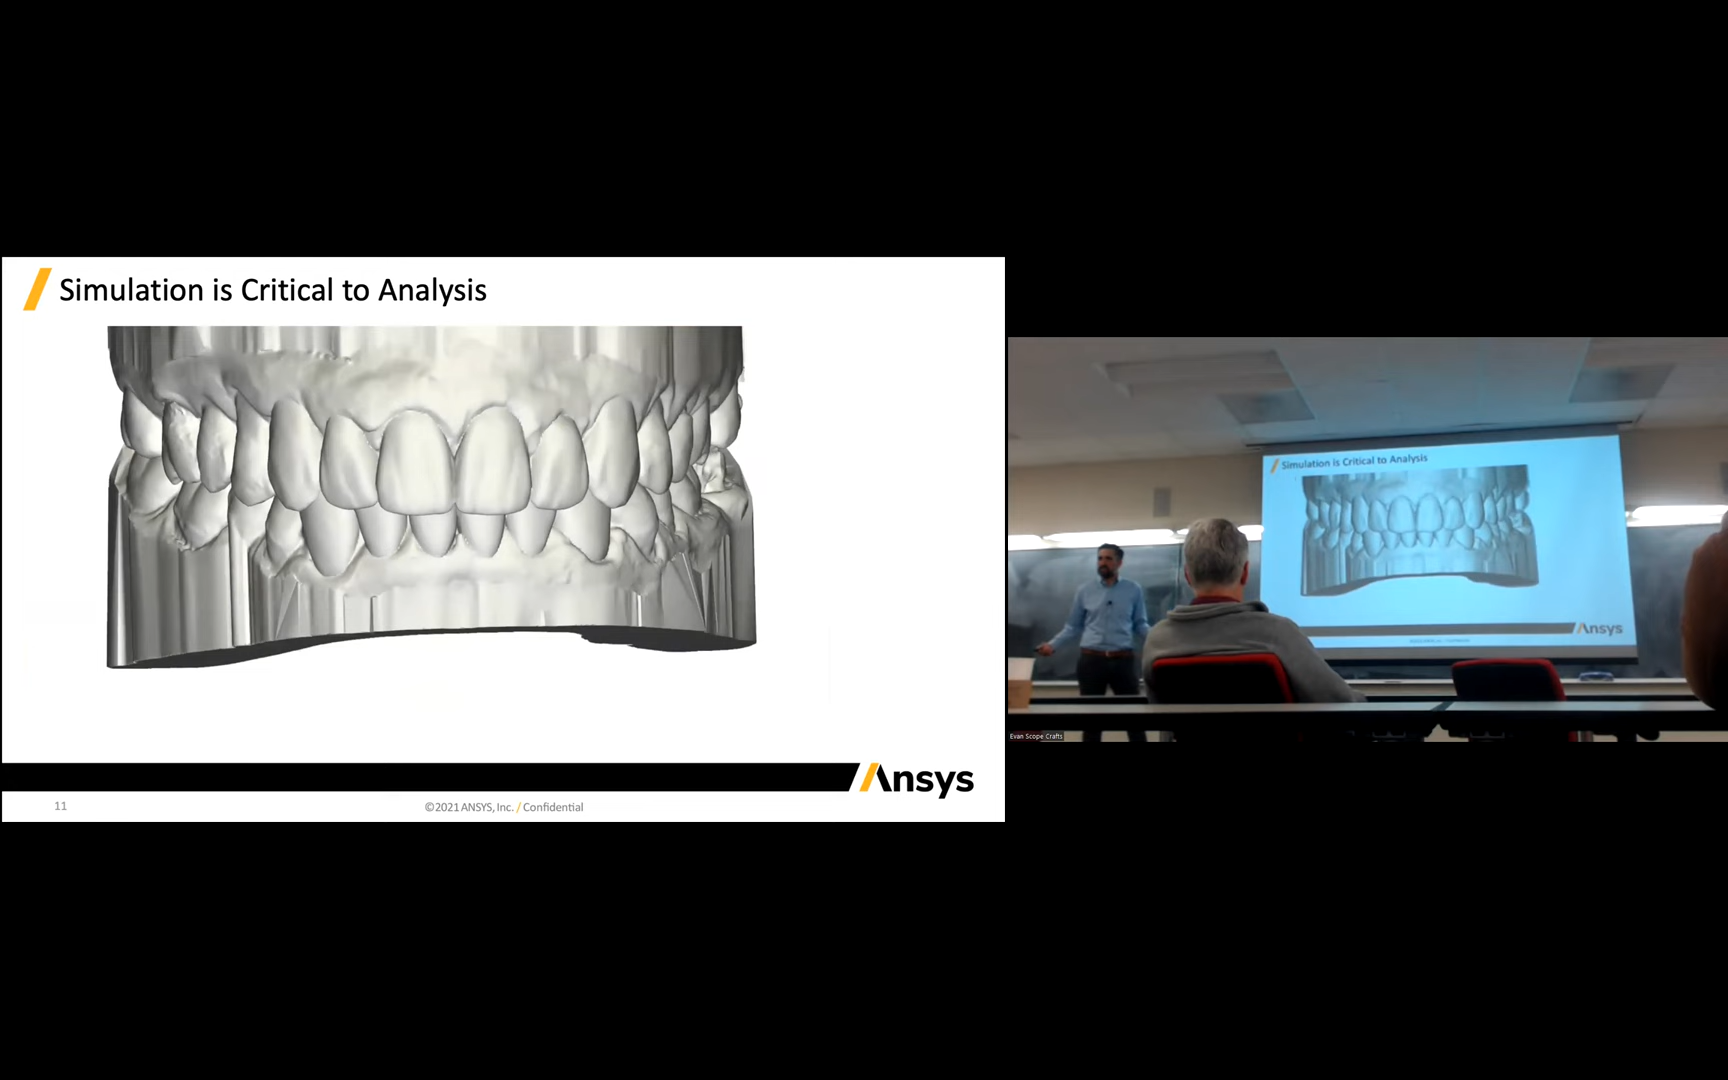 Simulation is Critical to Analysis
Ansys
11
©2021 ANSYS, Inc. / Confidential
Simulation is Critical to Analysis
Ansys
Evan Scope Crafts